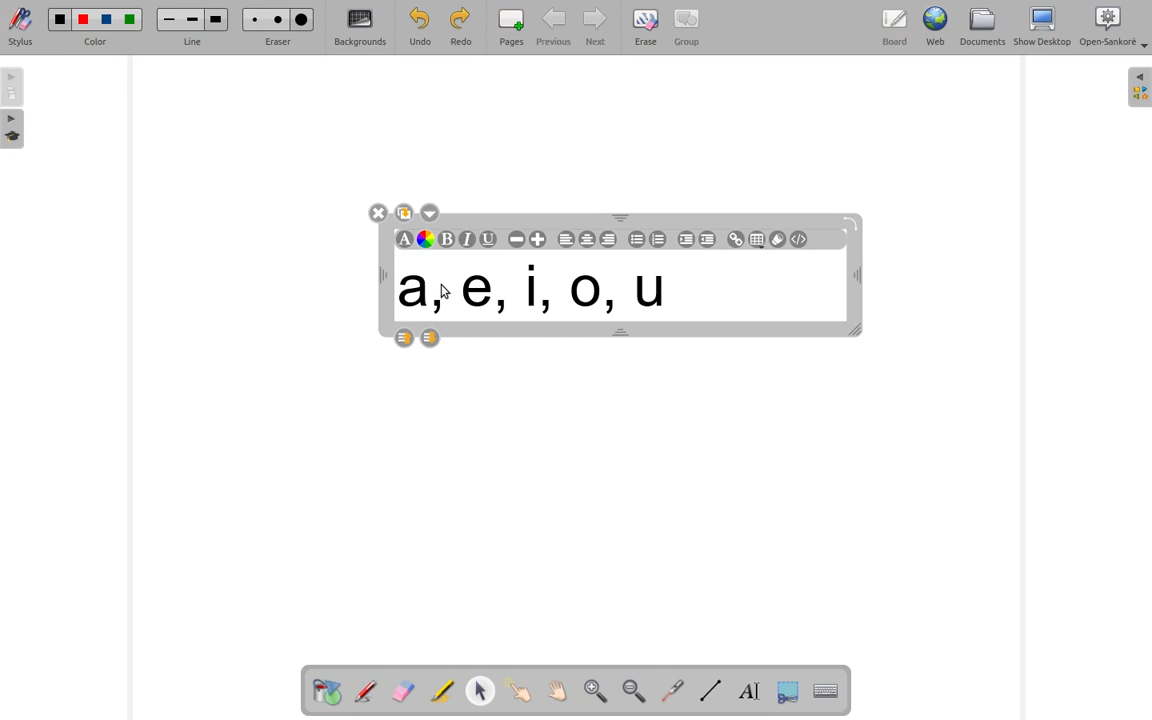 Stylus Color Line Eraser Backgrounds Undo Redo Pages Previous Next Erase Group Board Web Documents Show Desktop Open-Sankoré
a, e, i, o, u